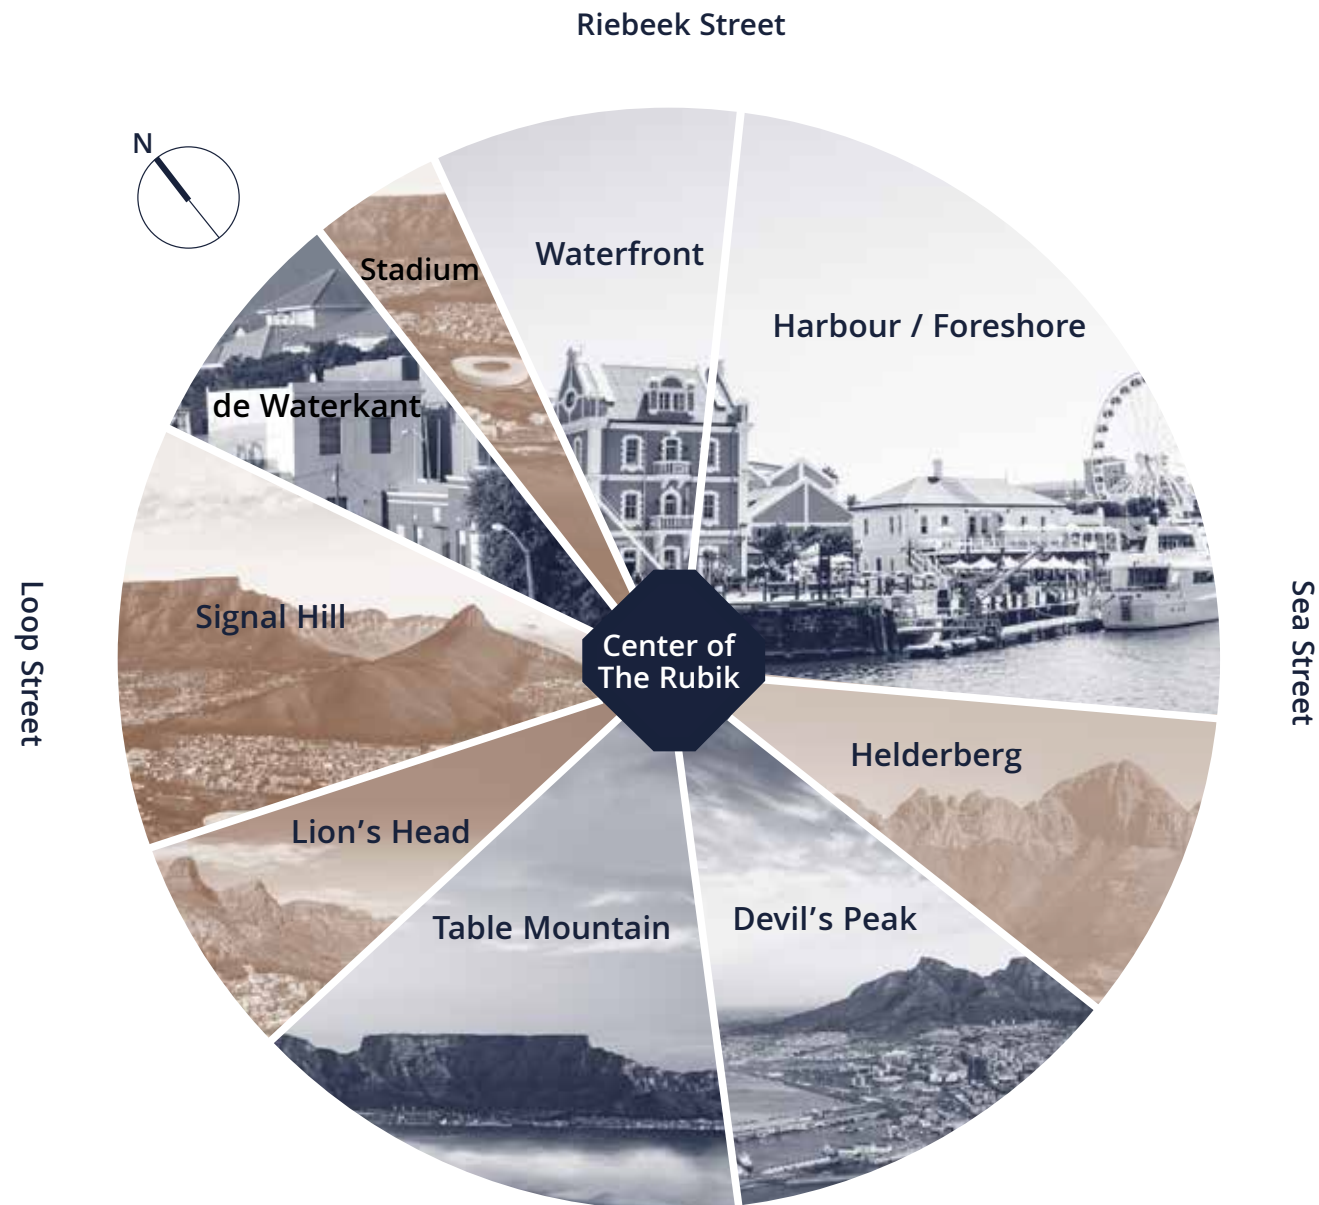 Riebeek Street
N
Waterfront
Stadium
Harbour / Foreshore
de Waterkant
Loop Street
Signal Hill
Center of
The Rubik
Sea Street
Helderberg
Lion’s Head
Table Mountain
Devil’s Peak